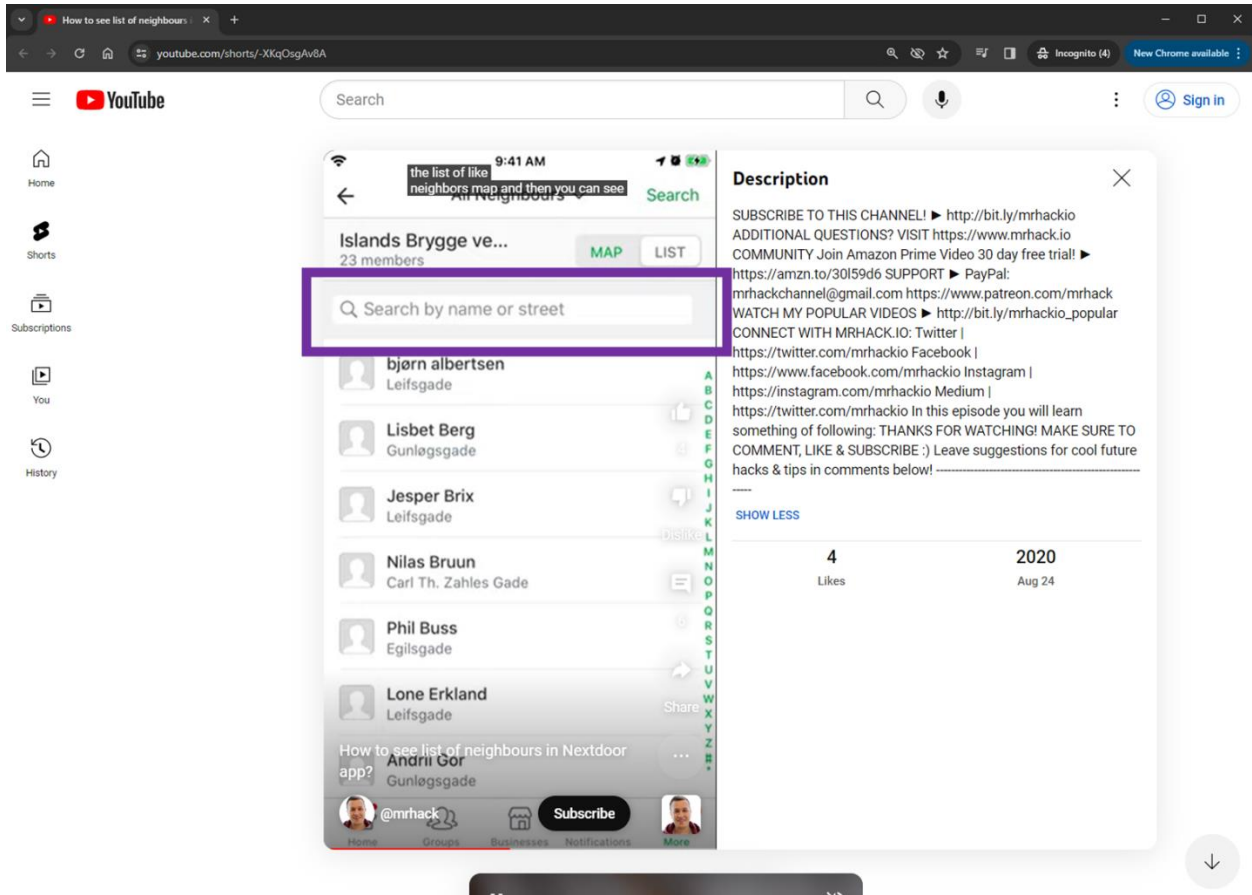 How to see list of neighbours i
youtube.com/shorts/-XKqOsgAv8A
Incognito (4)
New Chrome available
YouTube
Search
Sign in
Home
Shorts
Subscriptions
You
History
9:41 AM
the list of like
neighbors map and then you can see
All Neighbours
Search
Islands Brygge ve...
23 members
MAP
LIST
Search by name or street
bjørn albertsen
Leifsgade
Lisbet Berg
Gunløgsgade
Jesper Brix
Leifsgade
Nilas Bruun
Carl Th. Zahles Gade
Phil Buss
Egilsgade
Lone Erkland
Leifsgade
Andrii Gor
Gunløgsgade
A
B
C
D
E
F
G
H
I
J
K
L
M
N
O
P
Q
R
S
T
U
V
W
X
Y
Z
#
4
Dislike
Share
How to see list of neighbours in Nextdoor
app?
@mrhack
Subscribe
Home
Groups
Businesses
Notifications
More
Description
SUBSCRIBE TO THIS CHANNEL! ► http://bit.ly/mrhackio
ADDITIONAL QUESTIONS? VISIT https://www.mrhack.io
COMMUNITY Join Amazon Prime Video 30 day free trial! ►
https://amzn.to/30l59d6 SUPPORT ► PayPal:
mrhackchannel@gmail.com https://www.patreon.com/mrhack
WATCH MY POPULAR VIDEOS ► http://bit.ly/mrhackio_popular
CONNECT WITH MRHACK.IO: Twitter |
https://twitter.com/mrhackio Facebook |
https://www.facebook.com/mrhackio Instagram |
https://instagram.com/mrhackio Medium |
https://twitter.com/mrhackio In this episode you will learn
something of following: THANKS FOR WATCHING! MAKE SURE TO
COMMENT, LIKE & SUBSCRIBE :) Leave suggestions for cool future
hacks & tips in comments below! ----------------------------------------------------
-----
SHOW LESS
4
Likes
2020
Aug 24